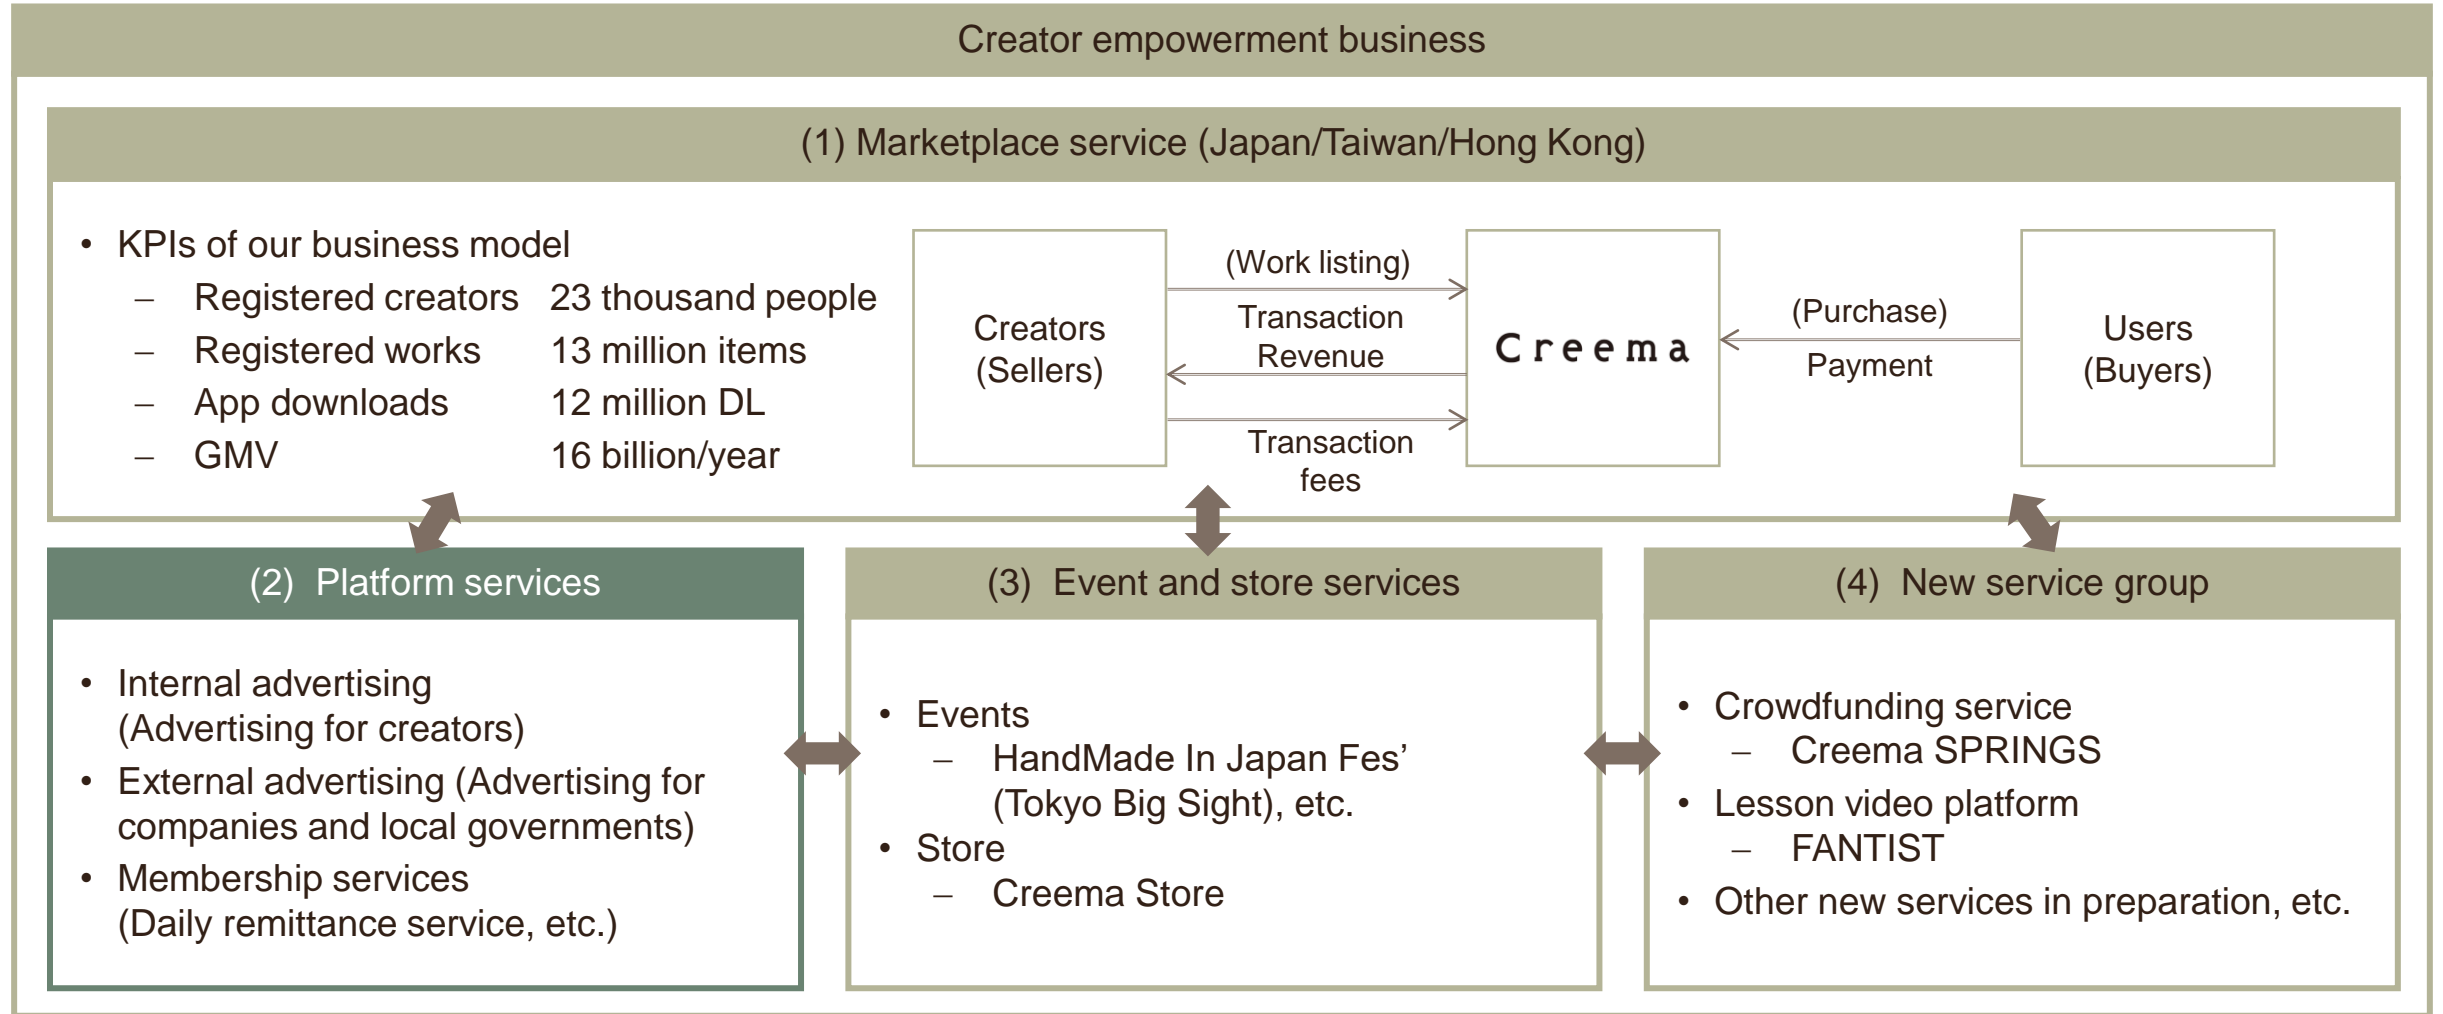 Creator empowerment business
(1) Marketplace service (Japan/Taiwan/Hong Kong)
• KPIs of our business model
– Registered creators 23 thousand people
– Registered works 13 million items
– App downloads 12 million DL
– GMV 16 billion/year
Creators
(Sellers)
(Work listing)
Transaction
Revenue
Transaction
fees
Creema
(Purchase)
Payment
Users
(Buyers)
(2) Platform services
• Internal advertising
(Advertising for creators)
• External advertising (Advertising for
companies and local governments)
• Membership services
(Daily remittance service, etc.)
(3) Event and store services
• Events
– HandMade In Japan Fes’
(Tokyo Big Sight), etc.
• Store
– Creema Store
(4) New service group
• Crowdfunding service
– Creema SPRINGS
• Lesson video platform
– FANTIST
• Other new services in preparation, etc.